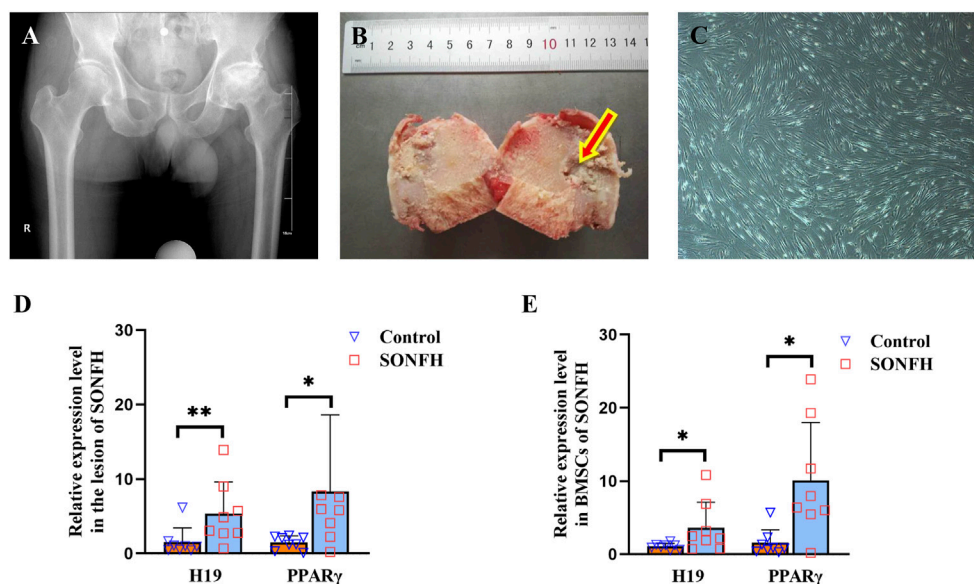 A
R
B
cm 1 2 3 4 5 6 7 8 9 10 11 12 13 14
C
D
Relative expression level
in the lesion of SONFH
30
20
10
0
**
*
H19
PPARγ
Control
SONFH
E
Relative expression level
in BMSCs of SONFH
30
20
10
0
*
*
H19
PPARγ
Control
SONFH